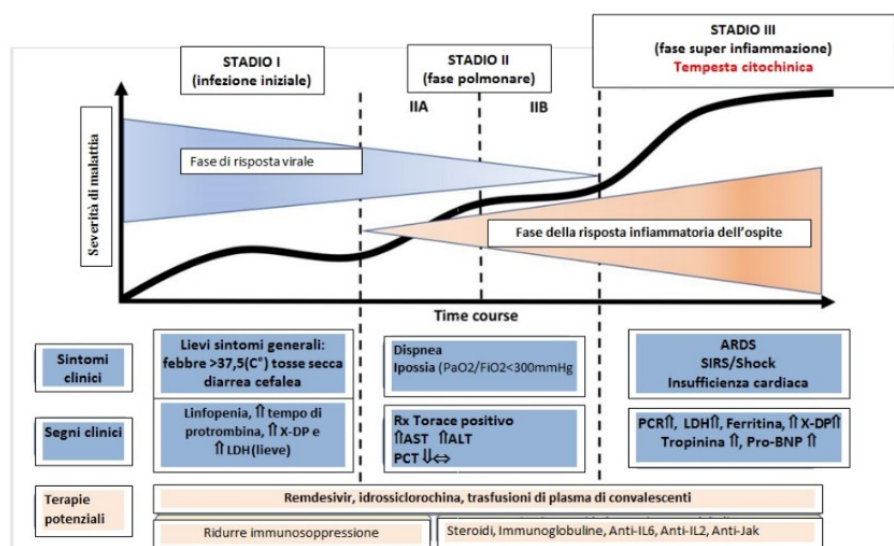 STADIO I
(infezione iniziale)
STADIO II
(fase polmonare)
STADIO III
(fase super infiammazione)
Tempesta citochinica
IIA
IIB
Severità di malattia
Fase di risposta virale
Fase della risposta infiammatoria dell'ospite
Time course
Sintomi
clinici
Lievi sintomi generali:
febbre >37,5(C°) tosse secca
diarrea cefalea
Dispnea
Ipossia (PaO2/FiO2<300mmHg
ARDS
SIRS/Shock
Insufficienza cardiaca
Segni clinici
Linfopenia, ⇑ tempo di
protrombina, ⇑ X-DP e
⇑ LDH(lieve)
Rx Torace positivo
⇑AST ⇑ALT
PCT ⇓⇔
PCR⇑, LDH⇑, Ferritina, ⇑ X-DP⇑
Tropinina ⇑, Pro-BNP ⇑
Terapie
potenziali
Remdesivir, idrossiclorochina, trasfusioni di plasma di convalescenti
Ridurre immunosoppressione
Steroidi, Immunoglobuline, Anti-IL6, Anti-IL2, Anti-Jak